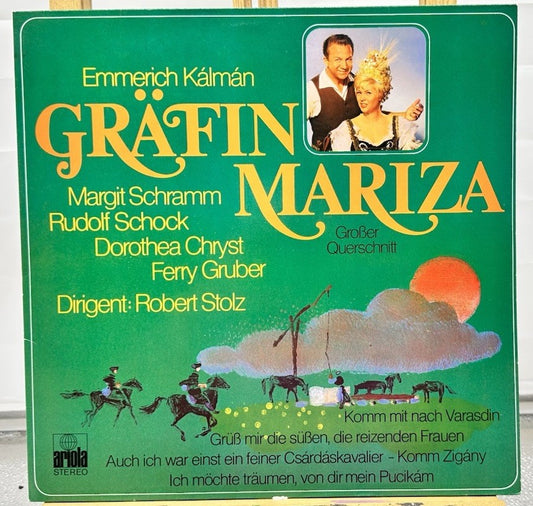 Emmerich Kálmán
GRÄFIN
MARIZA
Margit Schramm
Rudolf Schock
Dorothea Chryst
Ferry Gruber
Großer
Querschnitt
Dirigent: Robert Stolz
Komm mit nach Varasdin
Grüß mir die süßen, die reizenden Frauen
Auch ich war einst ein feiner Csárdáskavalier – Komm Zigány
Ich möchte träumen, von dir mein Pucikám
ariola
STEREO